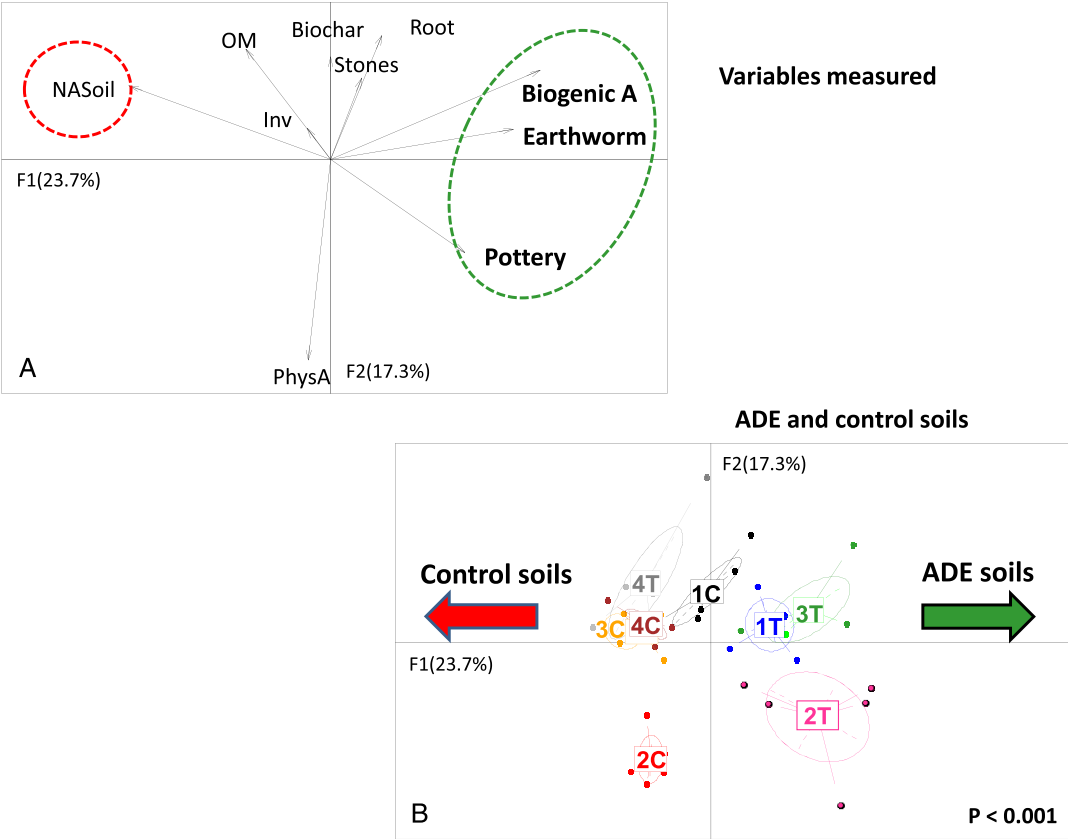 Biochar
Root
OM
Stones
Variables measured
NASoil
Biogenic A
Inv
Earthworm
F1(23.7%)
Pottery
A
PhysA
F2(17.3%)
ADE and control soils
F2(17.3%)
Control soils
4T
1C
ADE soils
3C
4C
1T
3T
F1(23.7%)
2T
2C
B
P < 0.001